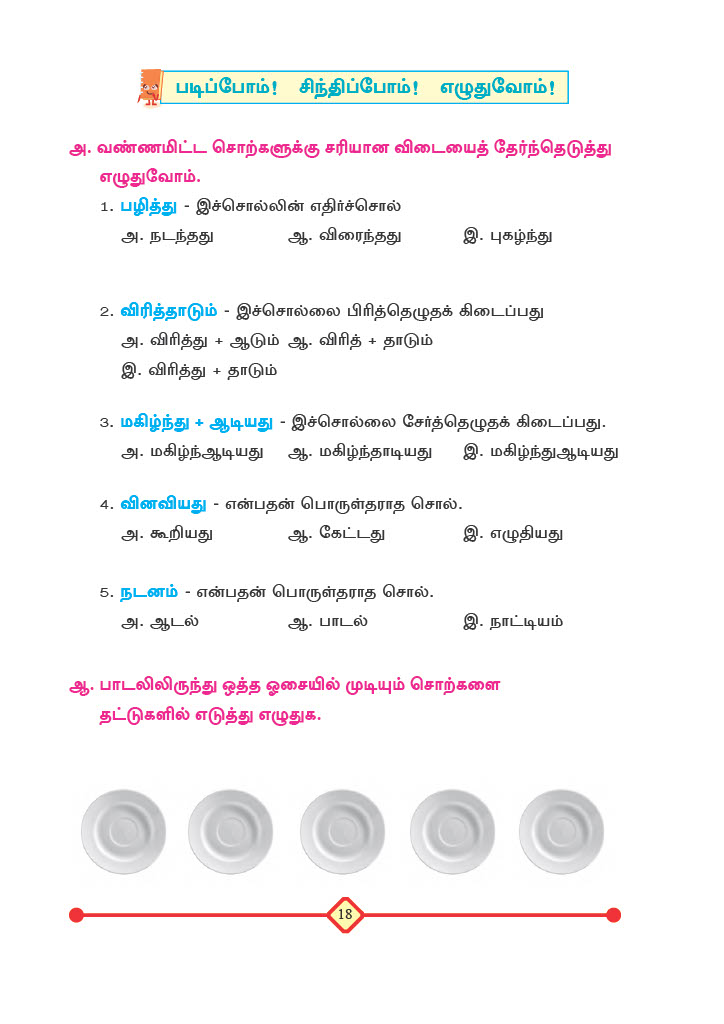 படிப்போம்! சிந்திப்போம்! எழுதுவோம்!
அ. வண்ணமிட்ட சொற்களுக்கு சரியான விடையைத் தேர்ந்தெடுத்து
எழுதுவோம்.
1. பழித்து - இச்சொல்லின் எதிர்ச்சொல்
அ. நடந்தது ஆ. விரைந்தது இ. புகழ்ந்து
2. விரித்தாடும் - இச்சொல்லை பிரித்தெழுதக் கிடைப்பது
அ. விரித்து + ஆடும் ஆ. விரித் + தாடும்
இ. விரித்து + தாடும்
3. மகிழ்ந்து + ஆடியது - இச்சொல்லை சேர்த்தெழுதக் கிடைப்பது.
அ. மகிழ்ந்ஆடியது ஆ. மகிழ்ந்தாடியது இ. மகிழ்ந்துஆடியது
4. வினவியது - என்பதன் பொருள்தராத சொல்.
அ. கூறியது ஆ. கேட்டது இ. எழுதியது
5. நடனம் - என்பதன் பொருள்தராத சொல்.
அ. ஆடல் ஆ. பாடல் இ. நாட்டியம்
ஆ. பாடலிலிருந்து ஒத்த ஓசையில் முடியும் சொற்களை
தட்டுகளில் எடுத்து எழுதுக.
18